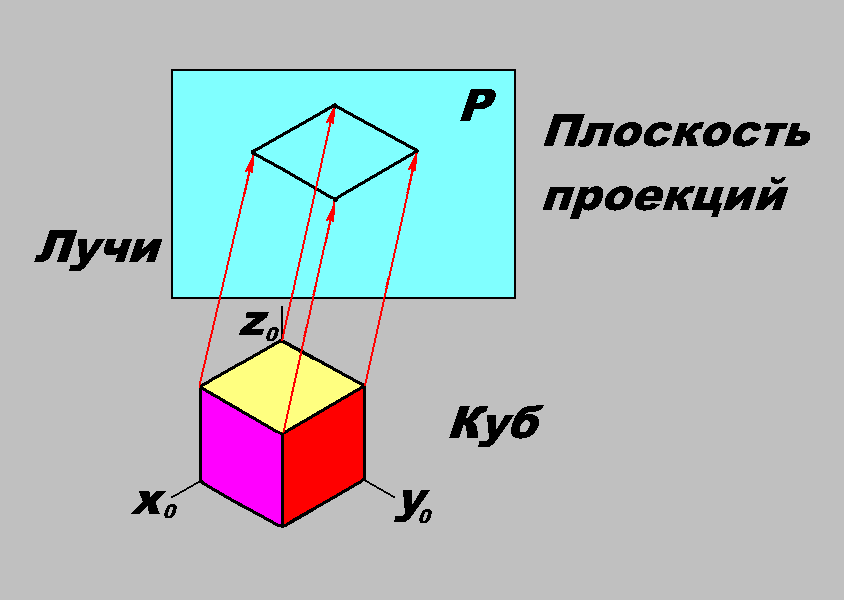 P
Плоскость
проекций
Лучи
z0
Куб
x0
y0